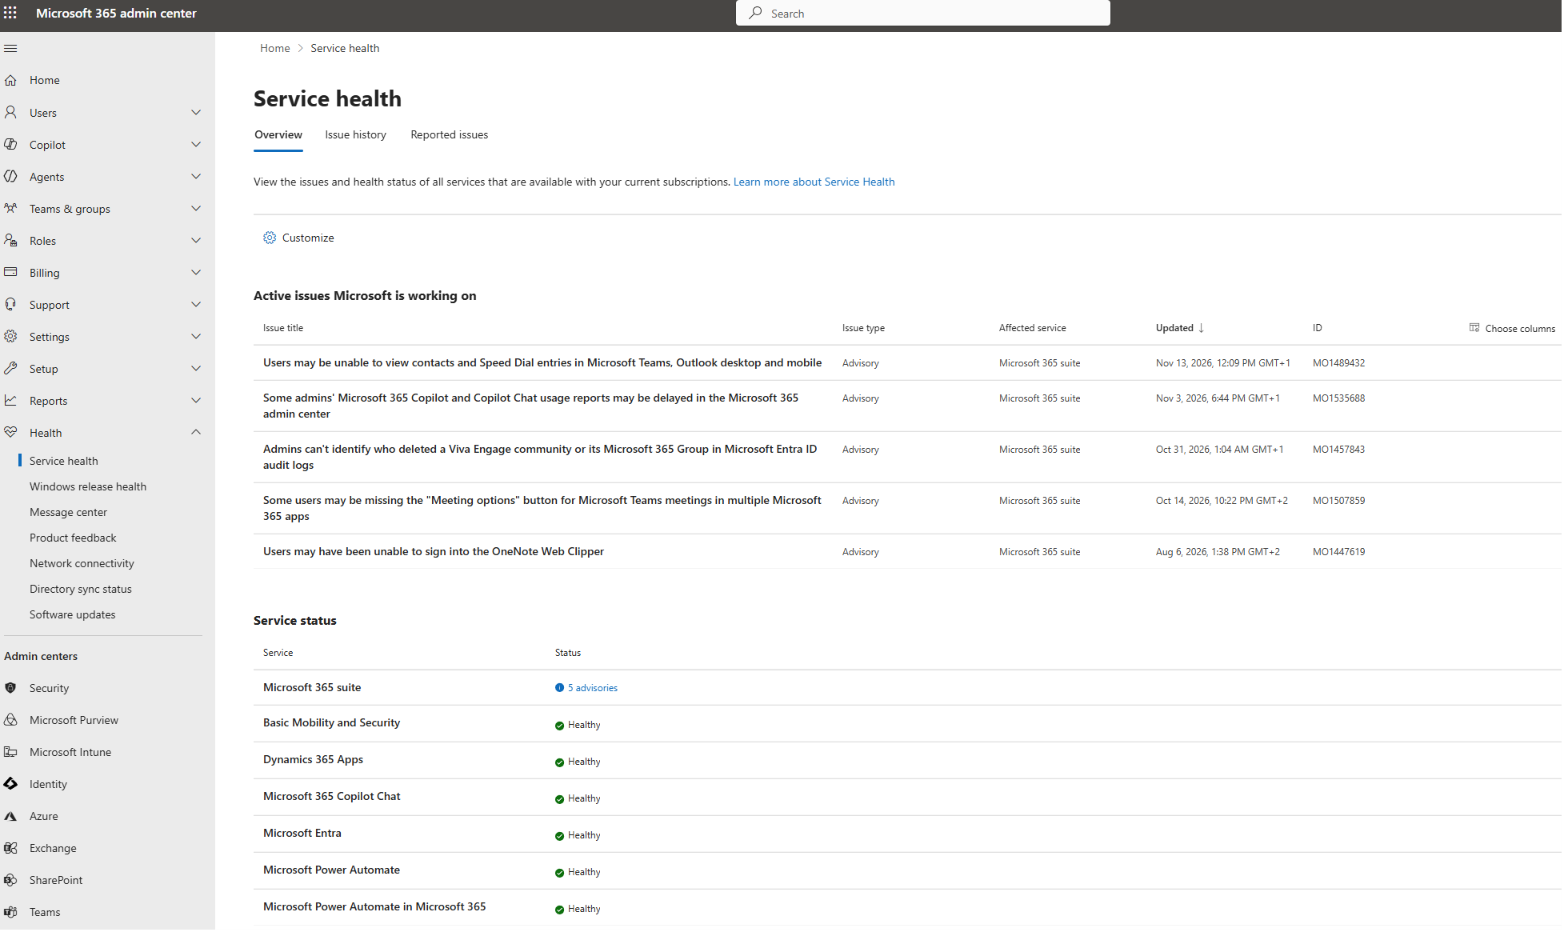 Microsoft 365 admin center
Search
Home
Users
Copilot
Agents
Teams & groups
Roles
Billing
Support
Settings
Setup
Reports
Health
Service health
Windows release health
Message center
Product feedback
Network connectivity
Directory sync status
Software updates
Admin centers
Security
Microsoft Purview
Microsoft Intune
Identity
Azure
Exchange
SharePoint
Teams
Home > Service health
Service health
Overview Issue history Reported issues
View the issues and health status of all services that are available with your current subscriptions. Learn more about Service Health
Customize
Active issues Microsoft is working on
Issue title Issue type Affected service Updated ↓ ID Choose columns
Users may be unable to view contacts and Speed Dial entries in Microsoft Teams, Outlook desktop and mobile Advisory Microsoft 365 suite Nov 13, 2026, 12:09 PM GMT+1 MO1489432
Some admins' Microsoft 365 Copilot and Copilot Chat usage reports may be delayed in the Microsoft 365 Advisory Microsoft 365 suite Nov 3, 2026, 6:44 PM GMT+1 MO1535688
admin center
Admins can't identify who deleted a Viva Engage community or its Microsoft 365 Group in Microsoft Entra ID Advisory Microsoft 365 suite Oct 31, 2026, 1:04 AM GMT+1 MO1457843
audit logs
Some users may be missing the "Meeting options" button for Microsoft Teams meetings in multiple Microsoft Advisory Microsoft 365 suite Oct 14, 2026, 10:22 PM GMT+2 MO1507859
365 apps
Users may have been unable to sign into the OneNote Web Clipper Advisory Microsoft 365 suite Aug 6, 2026, 1:38 PM GMT+2 MO1447619
Service status
Service Status
Microsoft 365 suite 5 advisories
Basic Mobility and Security Healthy
Dynamics 365 Apps Healthy
Microsoft 365 Copilot Chat Healthy
Microsoft Entra Healthy
Microsoft Power Automate Healthy
Microsoft Power Automate in Microsoft 365 Healthy